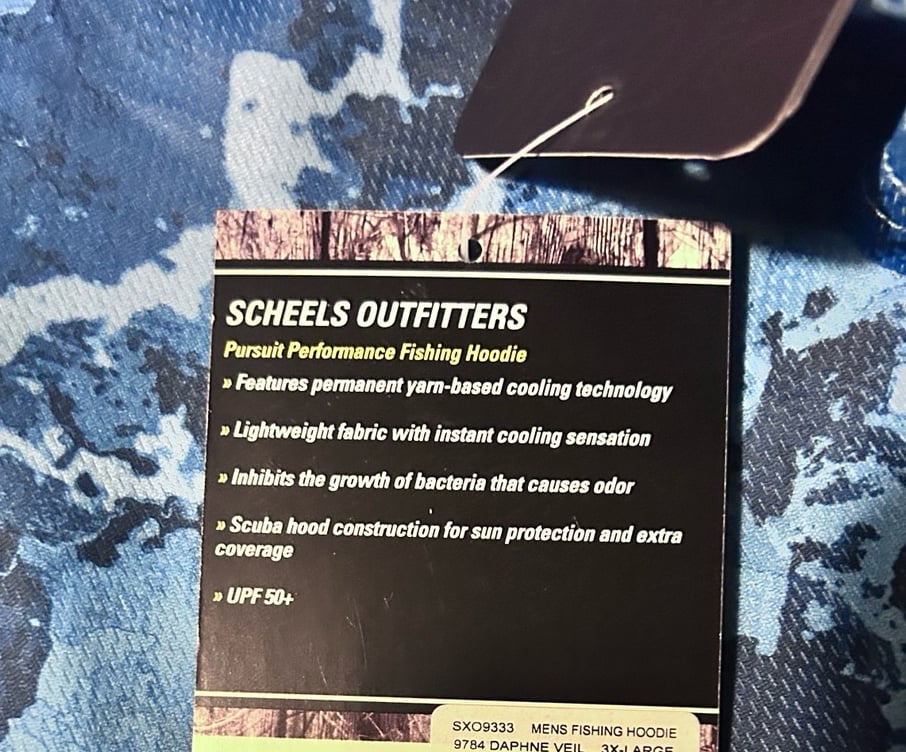 SCHEELS OUTFITTERS
Pursuit Performance Fishing Hoodie
» Features permanent yarn-based cooling technology
» Lightweight fabric with instant cooling sensation
» Inhibits the growth of bacteria that causes odor
» Scuba hood construction for sun protection and extra
coverage
» UPF 50+
SXO9333 MENS FISHING HOODIE
9784 DAPHNE VEIL 3X-LARGE